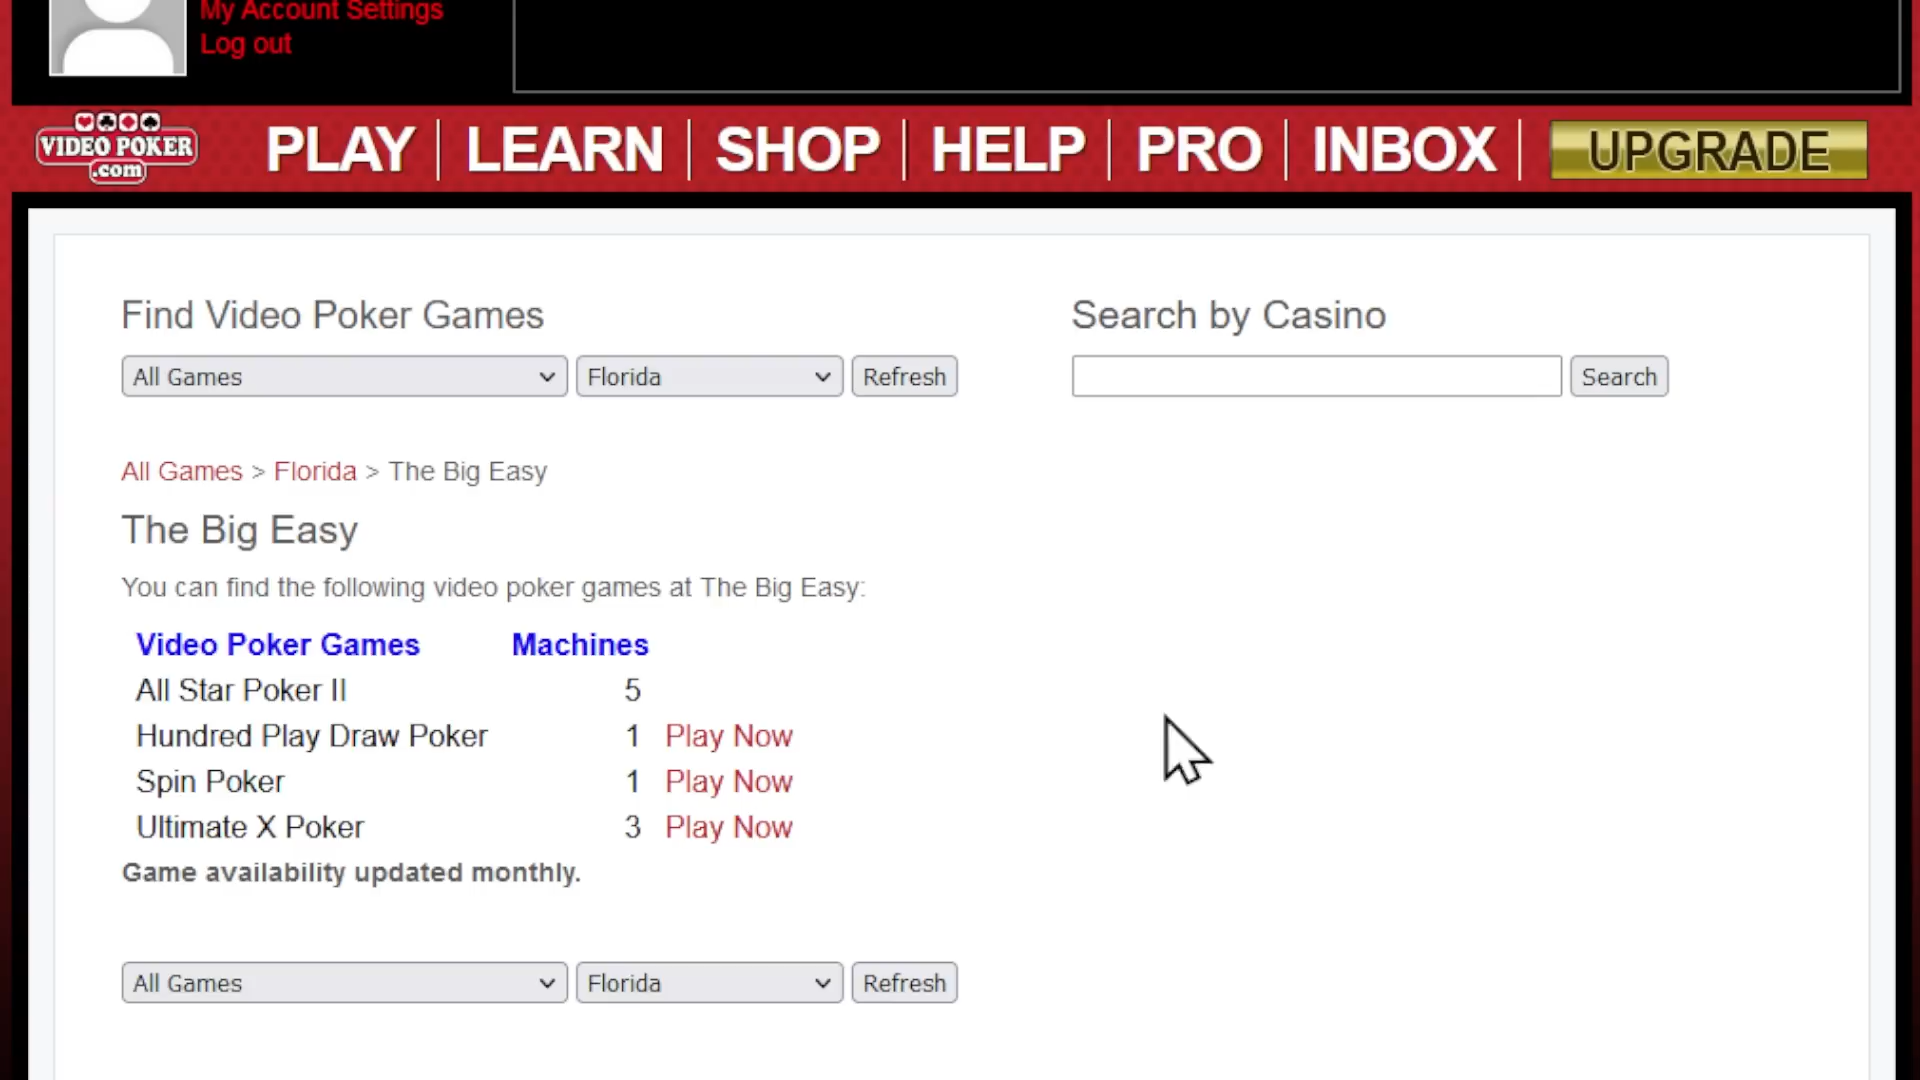 My Account Settings
Log out
VIDEO POKER
.com
PLAY LEARN SHOP HELP PRO INBOX UPGRADE
Find Video Poker Games Search by Casino
All Games Florida Refresh Search
All Games > Florida > The Big Easy
The Big Easy
You can find the following video poker games at The Big Easy:
Video Poker Games Machines
All Star Poker II 5
Hundred Play Draw Poker 1 Play Now
Spin Poker 1 Play Now
Ultimate X Poker 3 Play Now
Game availability updated monthly.
All Games Florida Refresh